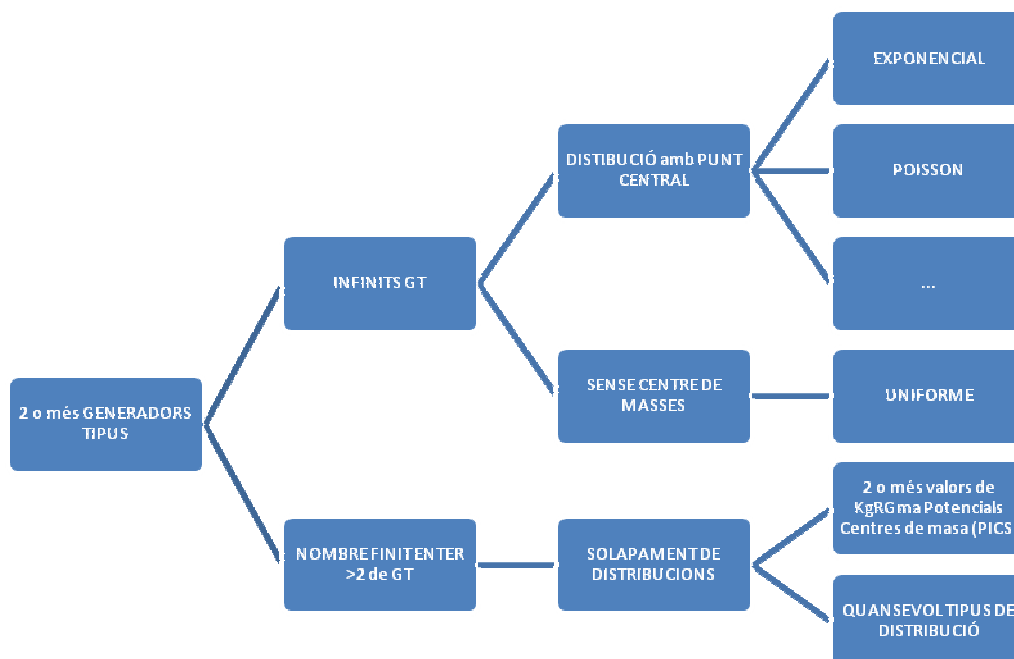 EXPONENCIAL
DISTIBUCIÓ amb PUNT
CENTRAL
POISSON
INFINITS GT
...
SENSE CENTRE DE
MASSES
UNIFORME
2 o més GENERADORS
TIPUS
2 o més valors de
KgRG ma Potencials
Centres de masa (PICS
NOMBRE FINIT ENTER
>2 de GT
SOLAPAMENT DE
DISTRIBUCIONS
QUANSEVOL TIPUS DE
DISTRIBUCIÓ